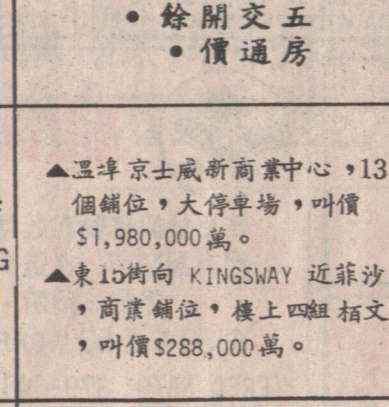 •餘開交五
•價通房
▲溫埠京士威新商業中心，13
個鋪位，大停車場，叫價
$1,980,000萬。
G
▲東15街向 KINGSWAY 近菲沙
，商業鋪位，樓上四組栢文
，叫價$288,000萬。